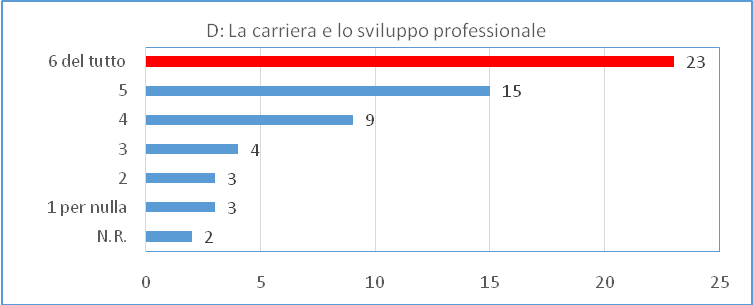 D: La carriera e lo sviluppo professionale
6 del tutto 23
5 15
4 9
3 4
2 3
1 per nulla 3
N.R. 2
0 5 10 15 20 25